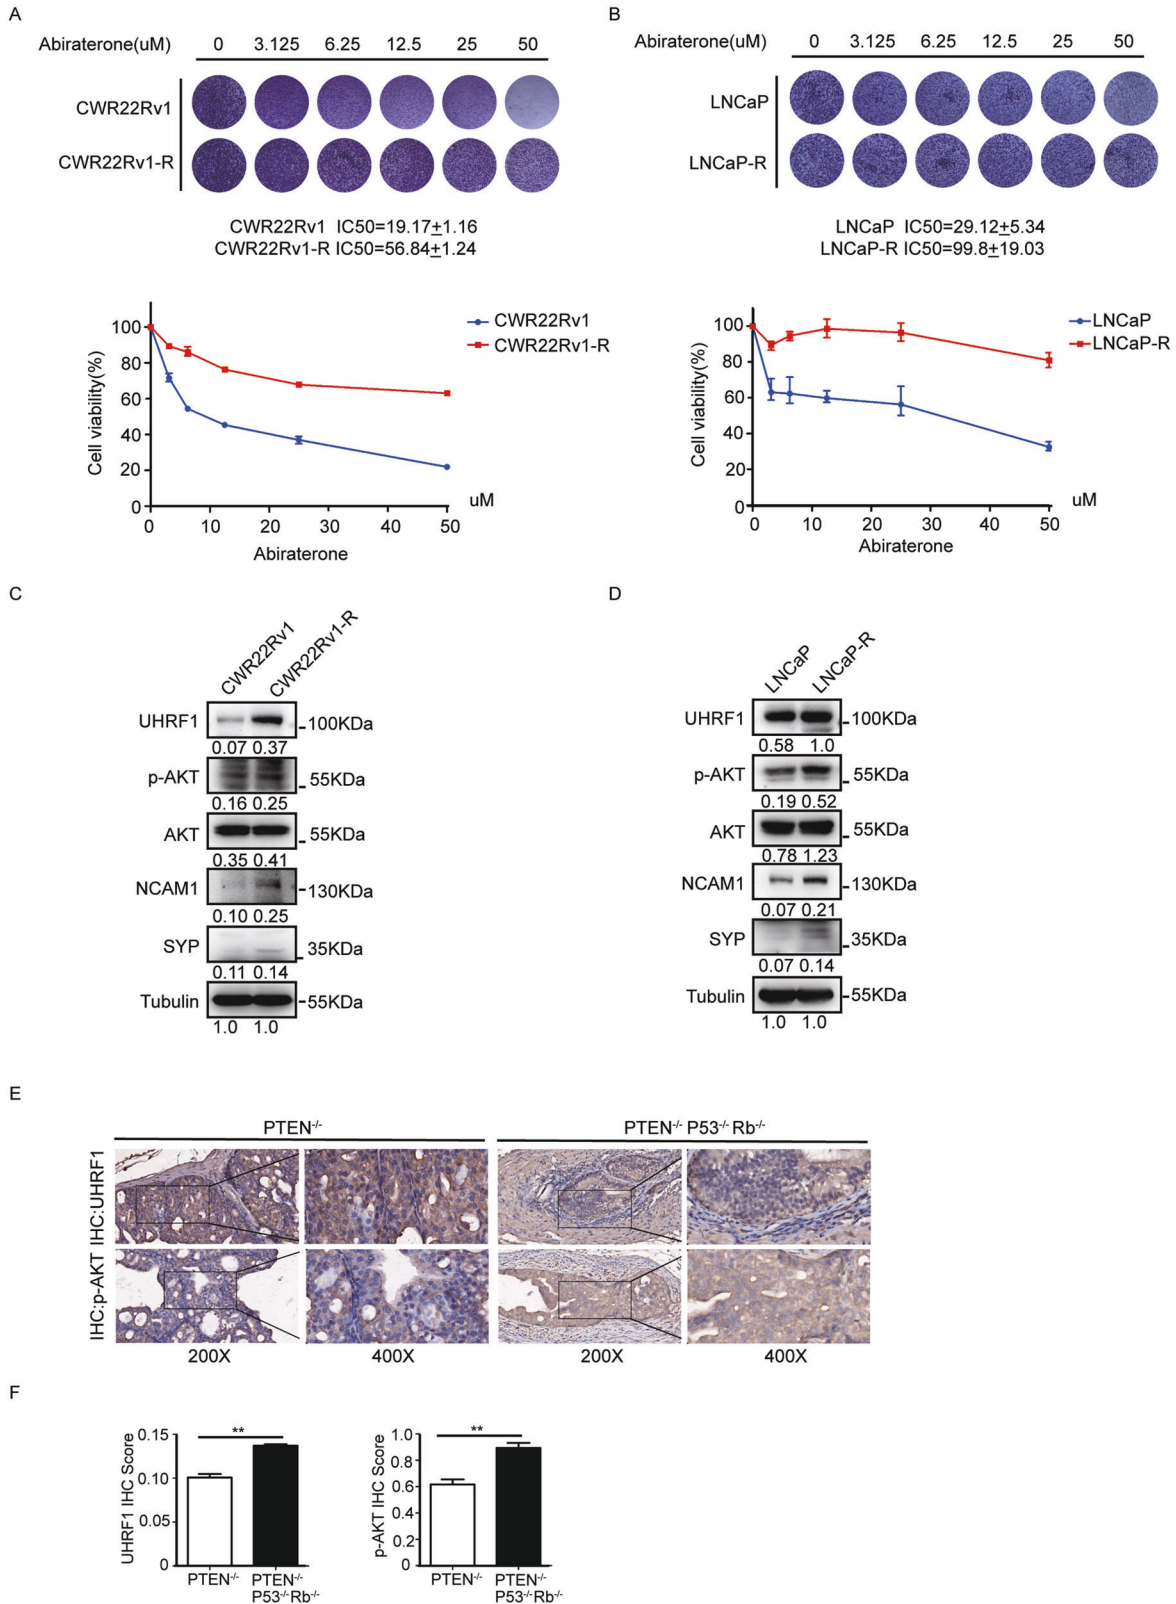 A
Abiraterone(uM) 0 3.125 6.25 12.5 25 50
CWR22Rv1
CWR22Rv1-R
CWR22Rv1 IC50=19.17±1.16
CWR22Rv1-R IC50=56.84±1.24
CWR22Rv1
CWR22Rv1-R
Cell viability(%)
100
80
60
40
20
0
0 10 20 30 40 50
uM
Abiraterone
B
Abiraterone(uM) 0 3.125 6.25 12.5 25 50
LNCaP
LNCaP-R
LNCaP IC50=29.12±5.34
LNCaP-R IC50=99.8±19.03
LNCaP
LNCaP-R
Cell viability(%)
100
80
60
40
20
0
0 10 20 30 40 50
uM
Abiraterone
C
CWR22Rv1 CWR22Rv1-R
UHRF1 100KDa
0.07 0.37
p-AKT 55KDa
0.16 0.25
AKT 55KDa
0.35 0.41
NCAM1 130KDa
0.10 0.25
SYP 35KDa
0.11 0.14
Tubulin 55KDa
1.0 1.0
D
LNCaP LNCaP-R
UHRF1 100KDa
0.58 1.0
p-AKT 55KDa
0.19 0.52
AKT 55KDa
0.78 1.23
NCAM1 130KDa
0.07 0.21
SYP 35KDa
0.07 0.14
Tubulin 55KDa
1.0 1.0
E
PTEN-/- PTEN-/- P53-/- Rb-/-
IHC:UHRF1
IHC:p-AKT
200X 400X 200X 400X
F
UHRF1 IHC Score
0.15
0.10
0.05
0
**
PTEN-/- PTEN-/-
P53-/-Rb-/-
p-AKT IHC Score
1.0
0.8
0.6
0.4
0.2
0
**
PTEN-/- PTEN-/-
P53-/-Rb-/-